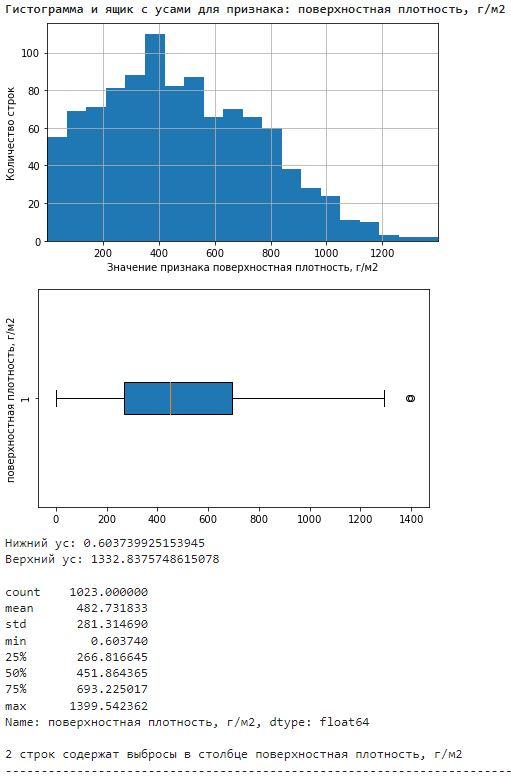 Гистограмма и ящик с усами для признака: поверхностная плотность, г/м2
100
80
60
40
20
0
Количество строк
200 400 600 800 1000 1200
Значение признака поверхностная плотность, г/м2
поверхностная плотность, г/м2
1
0 200 400 600 800 1000 1200 1400
Нижний ус: 0.603739925153945
Верхний ус: 1332.8375748615078
count 1023.000000
mean 482.731833
std 281.314690
min 0.603740
25% 266.816645
50% 451.864365
75% 693.225017
max 1399.542362
Name: поверхностная плотность, г/м2, dtype: float64
2 строк содержат выбросы в столбце поверхностная плотность, г/м2